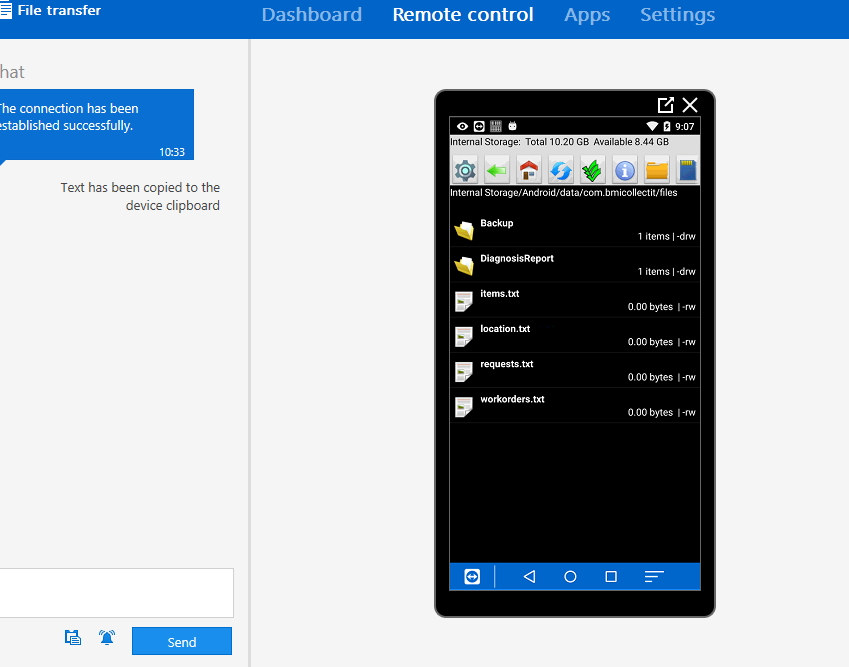 File transfer
Dashboard Remote control Apps Settings
hat
The connection has been
established successfully.
10:33
Text has been copied to the
device clipboard
Send
9:07
Internal Storage: Total 10.20 GB Available 8.44 GB
Internal Storage/Android/data/com.bmicollectit/files
Backup
1 items | -drw
DiagnosisReport
1 items | -drw
items.txt
0.00 bytes | -rw
location.txt
0.00 bytes | -rw
requests.txt
0.00 bytes | -rw
workorders.txt
0.00 bytes | -rw